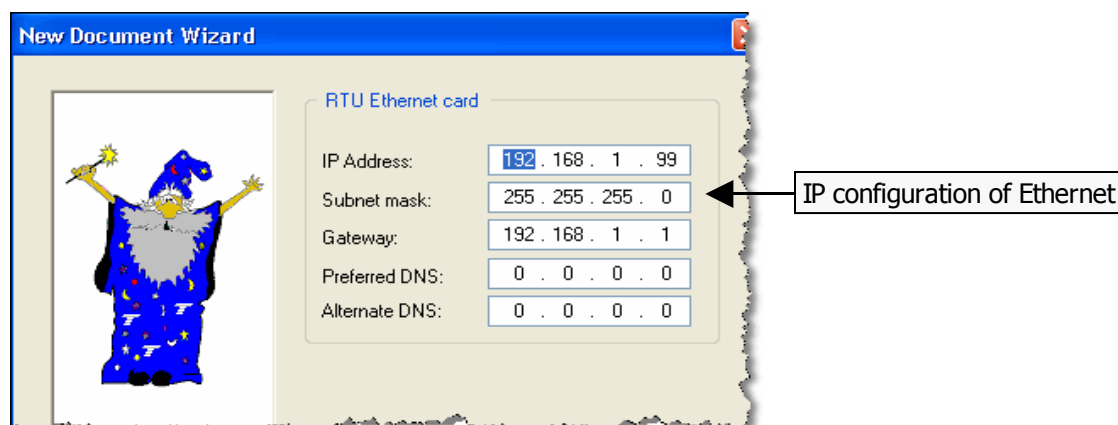 New Document Wizard
RTU Ethernet card
IP Address: 192 . 168 . 1 . 99
Subnet mask: 255 . 255 . 255 . 0
IP configuration of Ethernet
Gateway: 192 . 168 . 1 . 1
Preferred DNS: 0 . 0 . 0 . 0
Alternate DNS: 0 . 0 . 0 . 0